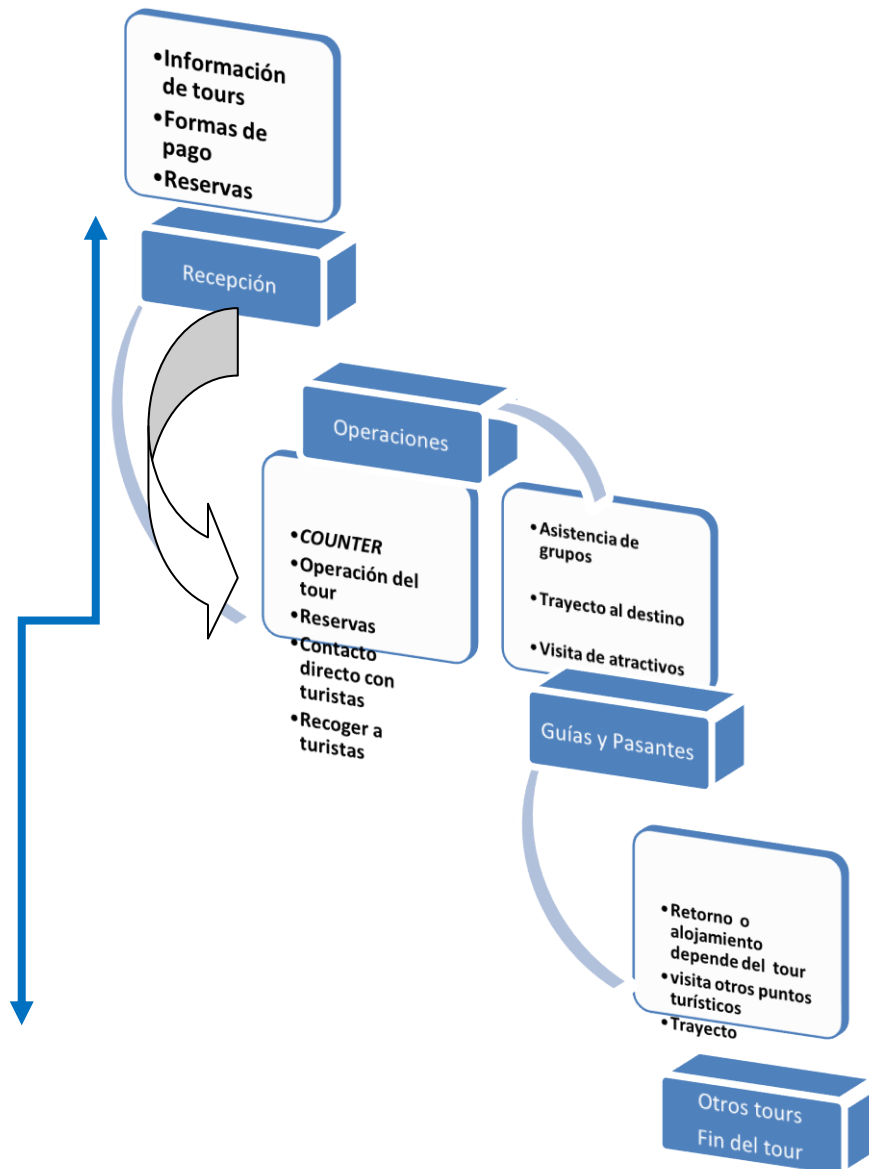 •Información
de tours
•Formas de
pago
•Reservas
Recepción
Operaciones
•COUNTER
•Operación del
tour
•Reservas
•Contacto
directo con
turistas
•Recoger a
turistas
•Asistencia de
grupos
•Trayecto al destino
•Visita de atractivos
Guías y Pasantes
•Retorno o
alojamiento
depende del tour
•visita otros puntos
turísticos
•Trayecto
Otros tours
Fin del tour